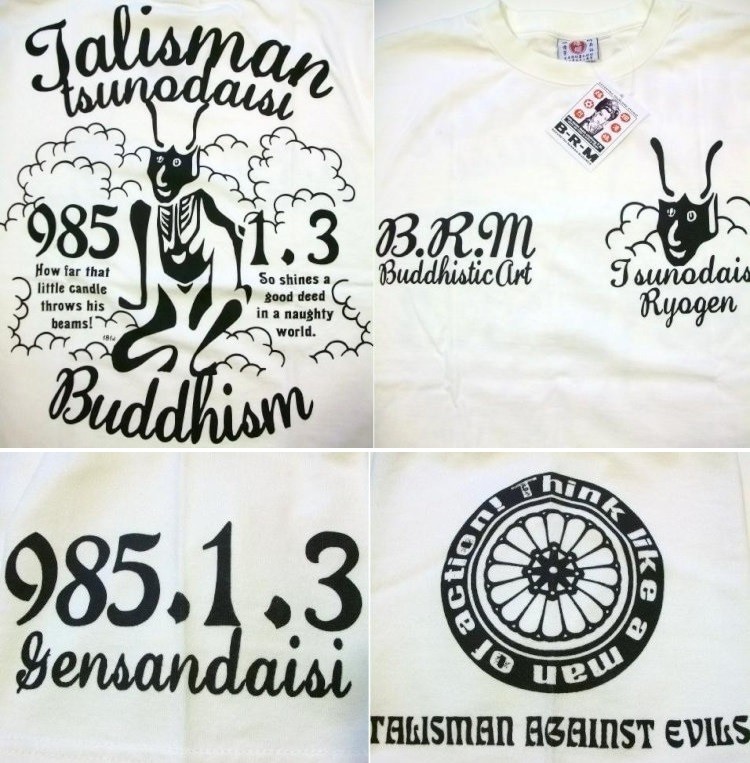 Talisman
tsunodaisi
985 1.3
How far that
little candle
throws his
beams!
So shines a
good deed
in a naughty
world.
Buddhism
B-R-M
B.R.M
Buddhistic Art
Tsunodais
Ryogen
985.1.3
Gensandaisi
Think like a man of action!
TALISMAN AGAINST EVILS